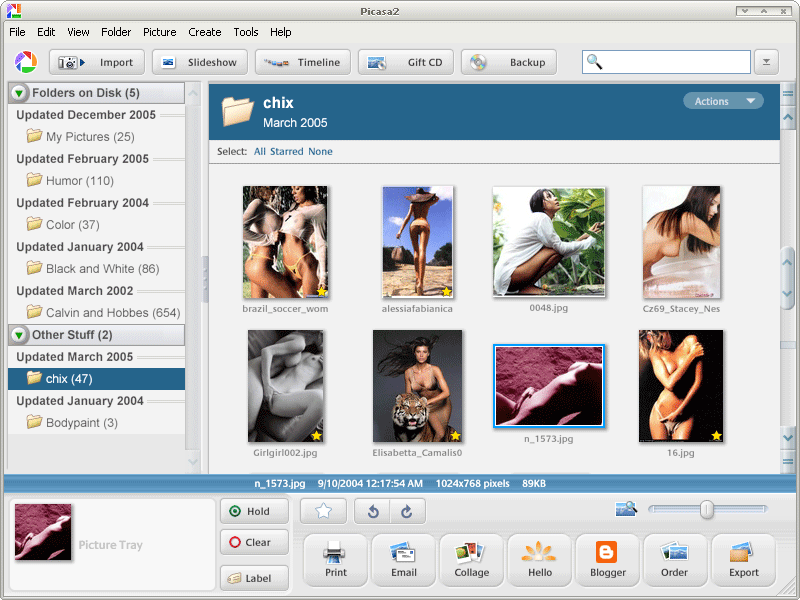 Picasa2
File Edit View Folder Picture Create Tools Help
Import Slideshow Timeline Gift CD Backup
Folders on Disk (5)
Updated December 2005
My Pictures (25)
Updated February 2005
Humor (110)
Updated February 2004
Color (37)
Updated January 2004
Black and White (86)
Updated March 2002
Calvin and Hobbes (654)
Other Stuff (2)
Updated March 2005
chix (47)
Updated January 2004
Bodypaint (3)
chix
March 2005
Actions
Select: All Starred None
brazil_soccer_wom alessiafabianica 0048.jpg Cz69_Stacey_Nes
Girlgirl002.jpg Elisabetta_Camalis0 n_1573.jpg 16.jpg
n_1573.jpg 9/10/2004 12:17:54 AM 1024x768 pixels 89KB
Picture Tray
Hold
Clear
Label
Print Email Collage Hello Blogger Order Export